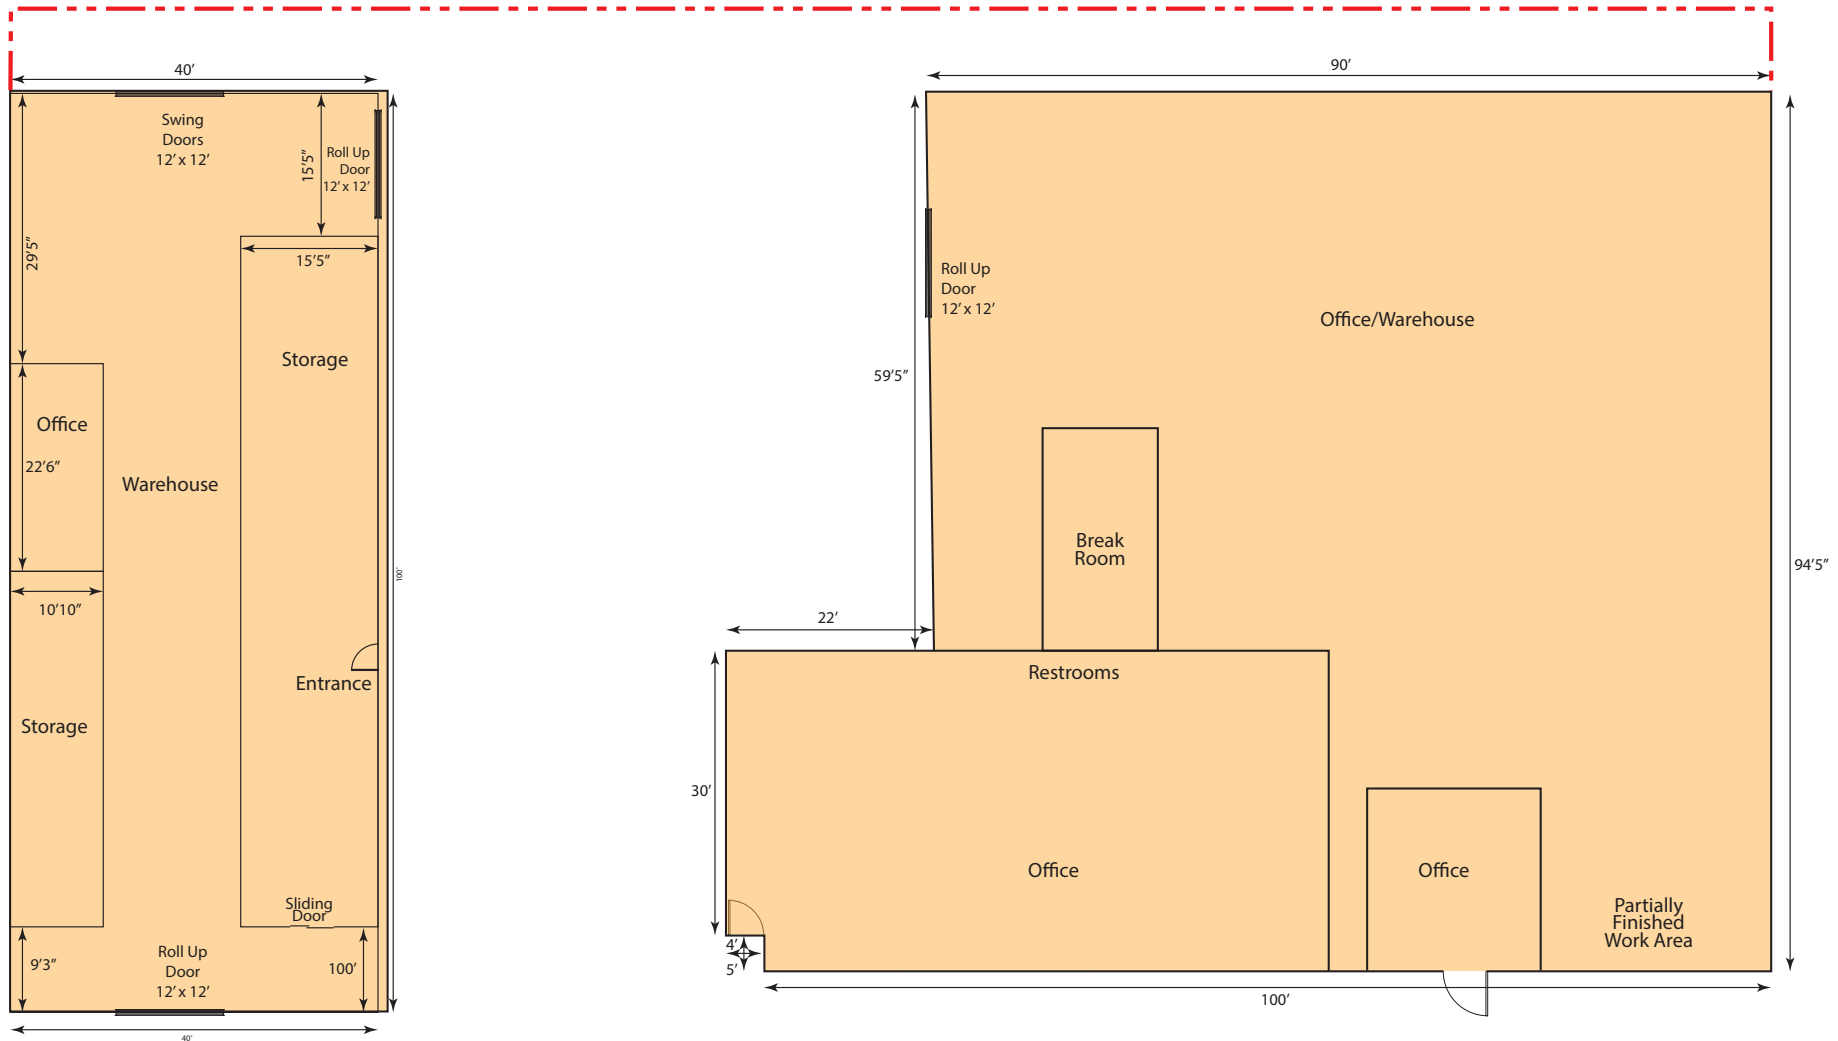 40’
90’
Swing
Doors
12’ x 12’
15’5”
Roll Up
Door
12’ x 12’
29’5”
15’5”
Storage
Office
22’6”
Warehouse
10’10”
100’
Entrance
Storage
Sliding
Door
9’3”
Roll Up
Door
12’ x 12’
100’
40’
Roll Up
Door
12’ x 12’
Office/Warehouse
59’5”
Break
Room
94’5”
22’
Restrooms
30’
Office
Office
Partially
Finished
Work Area
4’
5’
100’